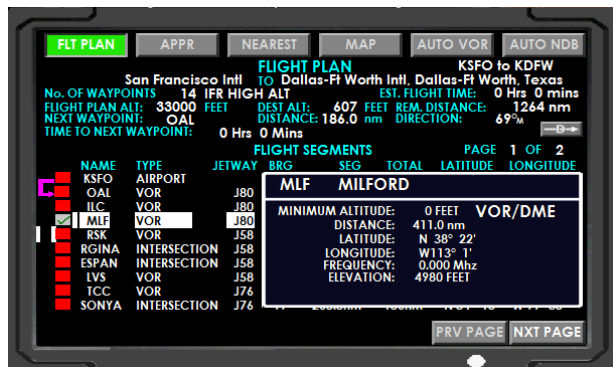 FLT PLAN APPR NEAREST MAP AUTO VOR AUTO NDB
FLIGHT PLAN KSFO to KDFW
San Francisco Intl TO Dallas-Ft Worth Intl, Dallas-Ft Worth, Texas
No. OF WAYPOINTS 14 IFR HIGH ALT EST. FLIGHT TIME: 0 Hrs 0 mins
FLIGHT PLAN ALT: 33000 FEET DEST ALT: 607 FEET REM. DISTANCE: 1264 nm
NEXT WAYPOINT: OAL DISTANCE: 186.0 nm DIRECTION: 69°M
TIME TO NEXT WAYPOINT: 0 Hrs 0 Mins D
FLIGHT SEGMENTS PAGE 1 OF 2
NAME TYPE JETWAY BRG SEG TOTAL LATITUDE LONGITUDE
KSFO AIRPORT
OAL VOR J80
ILC VOR J80
MLF VOR J80
RSK VOR J58
RGINA INTERSECTION J58
ESPAN INTERSECTION J58
LVS VOR J58
TCC VOR J76
SONYA INTERSECTION J76
MLF MILFORD
MINIMUM ALTITUDE: 0 FEET VOR/DME
DISTANCE: 411.0 nm
LATITUDE: N 38° 22'
LONGITUDE: W113° 1'
FREQUENCY: 0.000 Mhz
ELEVATION: 4980 FEET
PRV PAGE NXT PAGE